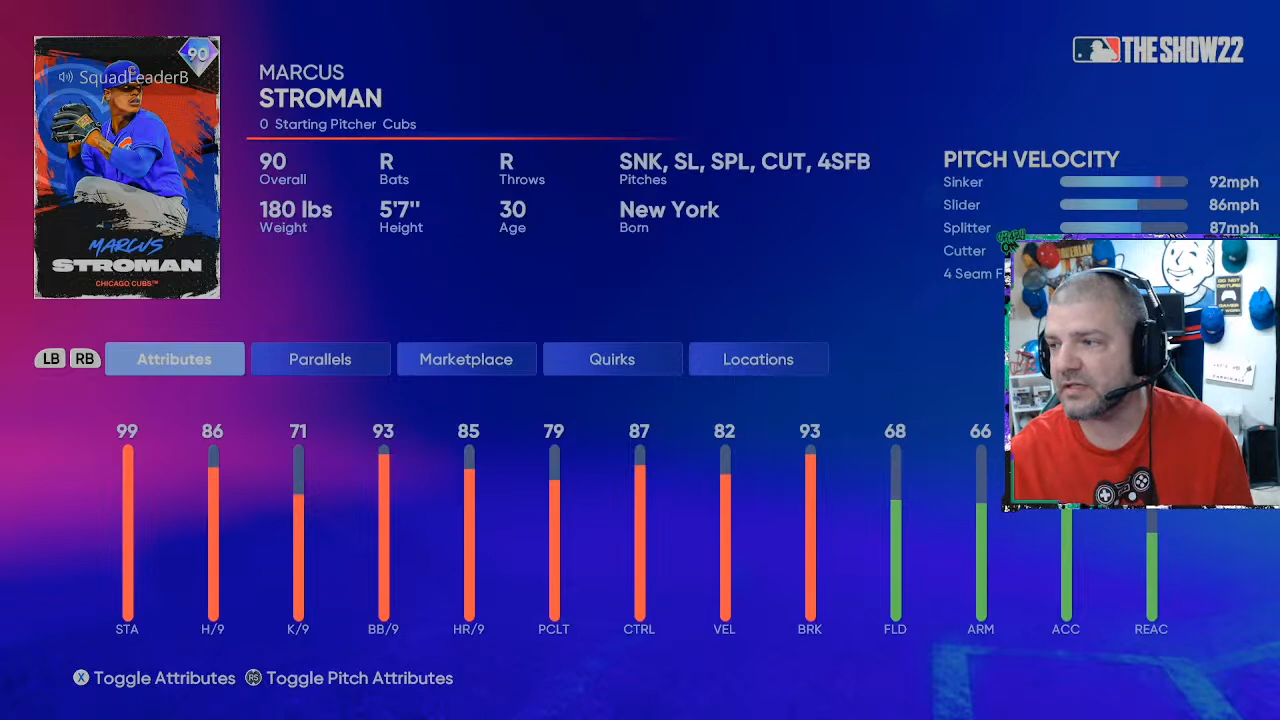 90
SquadLeaderB
MARCUS
STROMAN
CHICAGO CUBS™
MARCUS
STROMAN
0 Starting Pitcher Cubs
90
Overall
R
Bats
R
Throws
SNK, SL, SPL, CUT, 4SFB
Pitches
180 lbs
Weight
5'7"
Height
30
Age
New York
Born
THE SHOW 22
PITCH VELOCITY
Sinker 92mph
Slider 86mph
Splitter 87mph
Cutter
4 Seam F
LB RB Attributes Parallels Marketplace Quirks Locations
99 86 71 93 85 79 87 82 93 68 66
STA H/9 K/9 BB/9 HR/9 PCLT CTRL VEL BRK FLD ARM ACC REAC
X Toggle Attributes RS Toggle Pitch Attributes